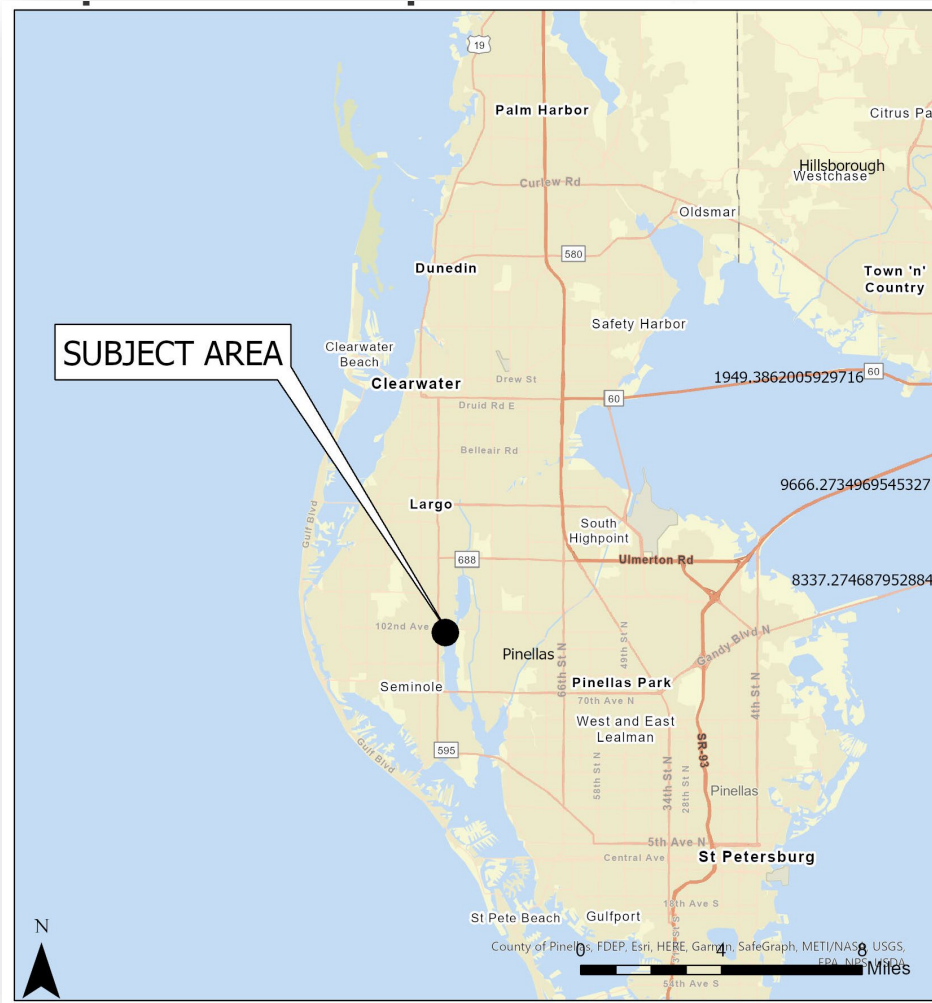 19
Palm Harbor
Citrus Pa
Hillsborough
Westchase
Curlew Rd
Oldsmar
580
Dunedin
Town 'n'
Country
Safety Harbor
SUBJECT AREA
Clearwater
Beach
1949.3862005929716
60
Drew St
Clearwater
60
Druid Rd E
Belleair Rd
9666.2734969545327
Largo
Gulf Blvd
South
Highpoint
688
Ulmerton Rd
8337.274687952884
102nd Ave
49th St N
Gandy Blvd N
Pinellas
66th St N
Seminole
Pinellas Park
70th Ave N
4th St N
West and East
Lealman
595
Gulf Blvd
SR-93
58th St N
34th St N
28th St N
Pinellas
5th Ave N
Central Ave
St Petersburg
18th Ave S
St Pete Beach
Gulfport
N
County of Pinellas, FDEP, Esri, HERE, Garmin, SafeGraph, METI/NASA, USGS,
EPA, NPS, USDA
0 4 8
Miles
54th Ave S